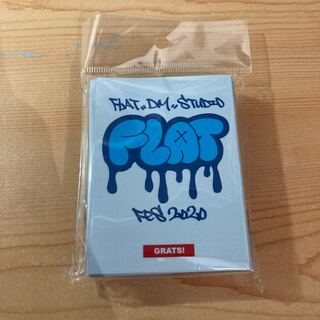 FLAT.DM.STUDIO
FLAT
FES 2020
GRATS!